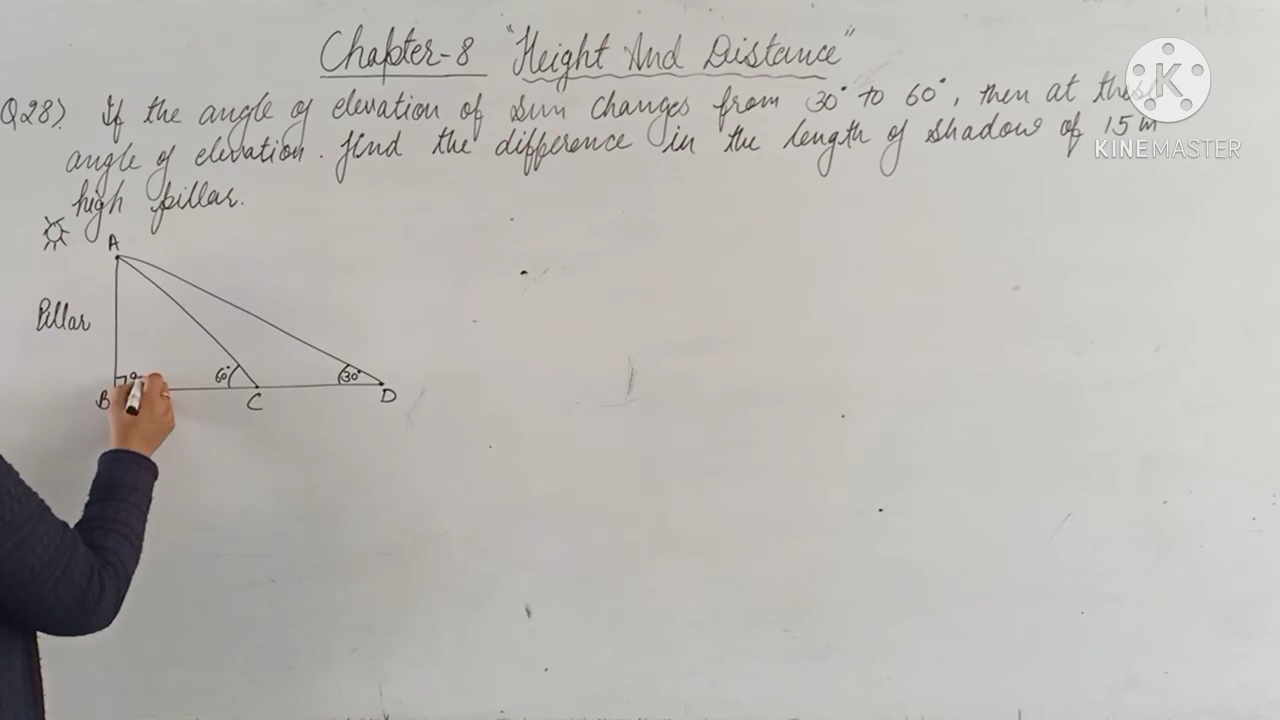 Chapter-8 "Height And Distance"
Q28). If the angle of elevation of Sun changes from 30° to 60°, then at these
angle of elevation. find the difference in the length of shadow of 15m
high pillar.
A
Pillar
60°
30°
B
C
D
K
KINEMASTER